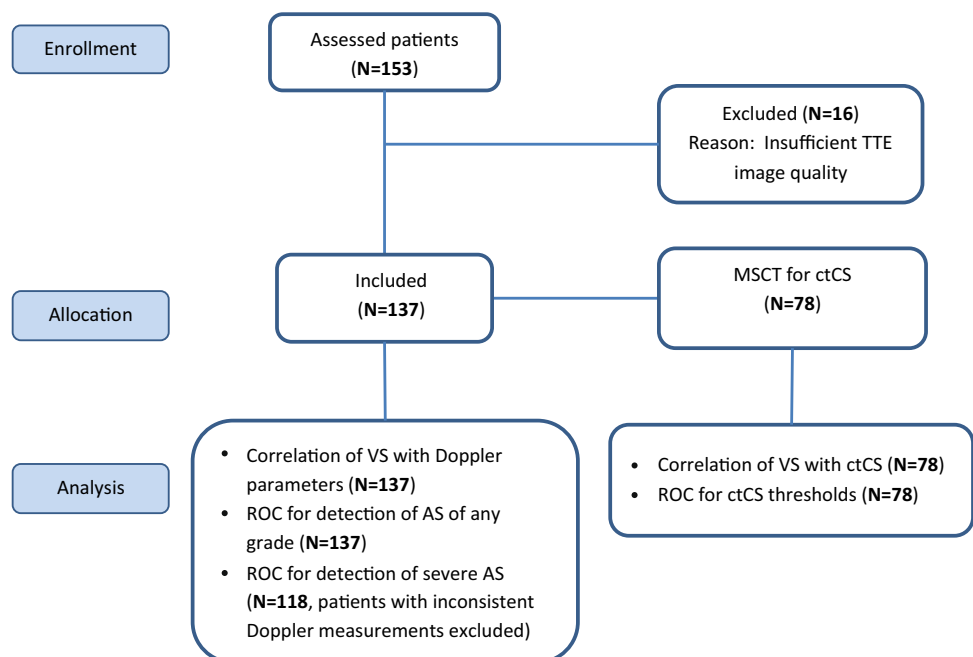 Enrollment
Assessed patients
(N=153)
Excluded (N=16)
Reason: Insufficient TTE
image quality
Allocation
Included
(N=137)
MSCT for ctCS
(N=78)
Analysis
• Correlation of VS with Doppler
parameters (N=137)
• ROC for detection of AS of any
grade (N=137)
• ROC for detection of severe AS
(N=118, patients with inconsistent
Doppler measurements excluded)
• Correlation of VS with ctCS (N=78)
• ROC for ctCS thresholds (N=78)